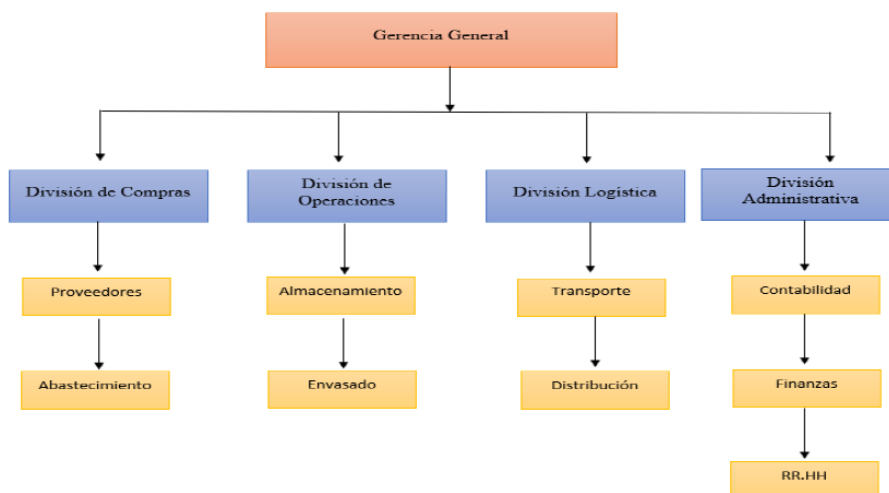 Gerencia General
División de Compras
División de
Operaciones
División Logística
División
Administrativa
Proveedores
Almacenamiento
Transporte
Contabilidad
Abastecimiento
Envasado
Distribución
Finanzas
RR.HH